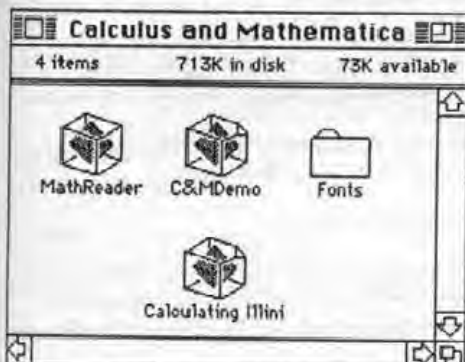 Calculus and Mathematica
4 items 713K in disk 73K available
MathReader C&MDemo Fonts
Calculating Illini